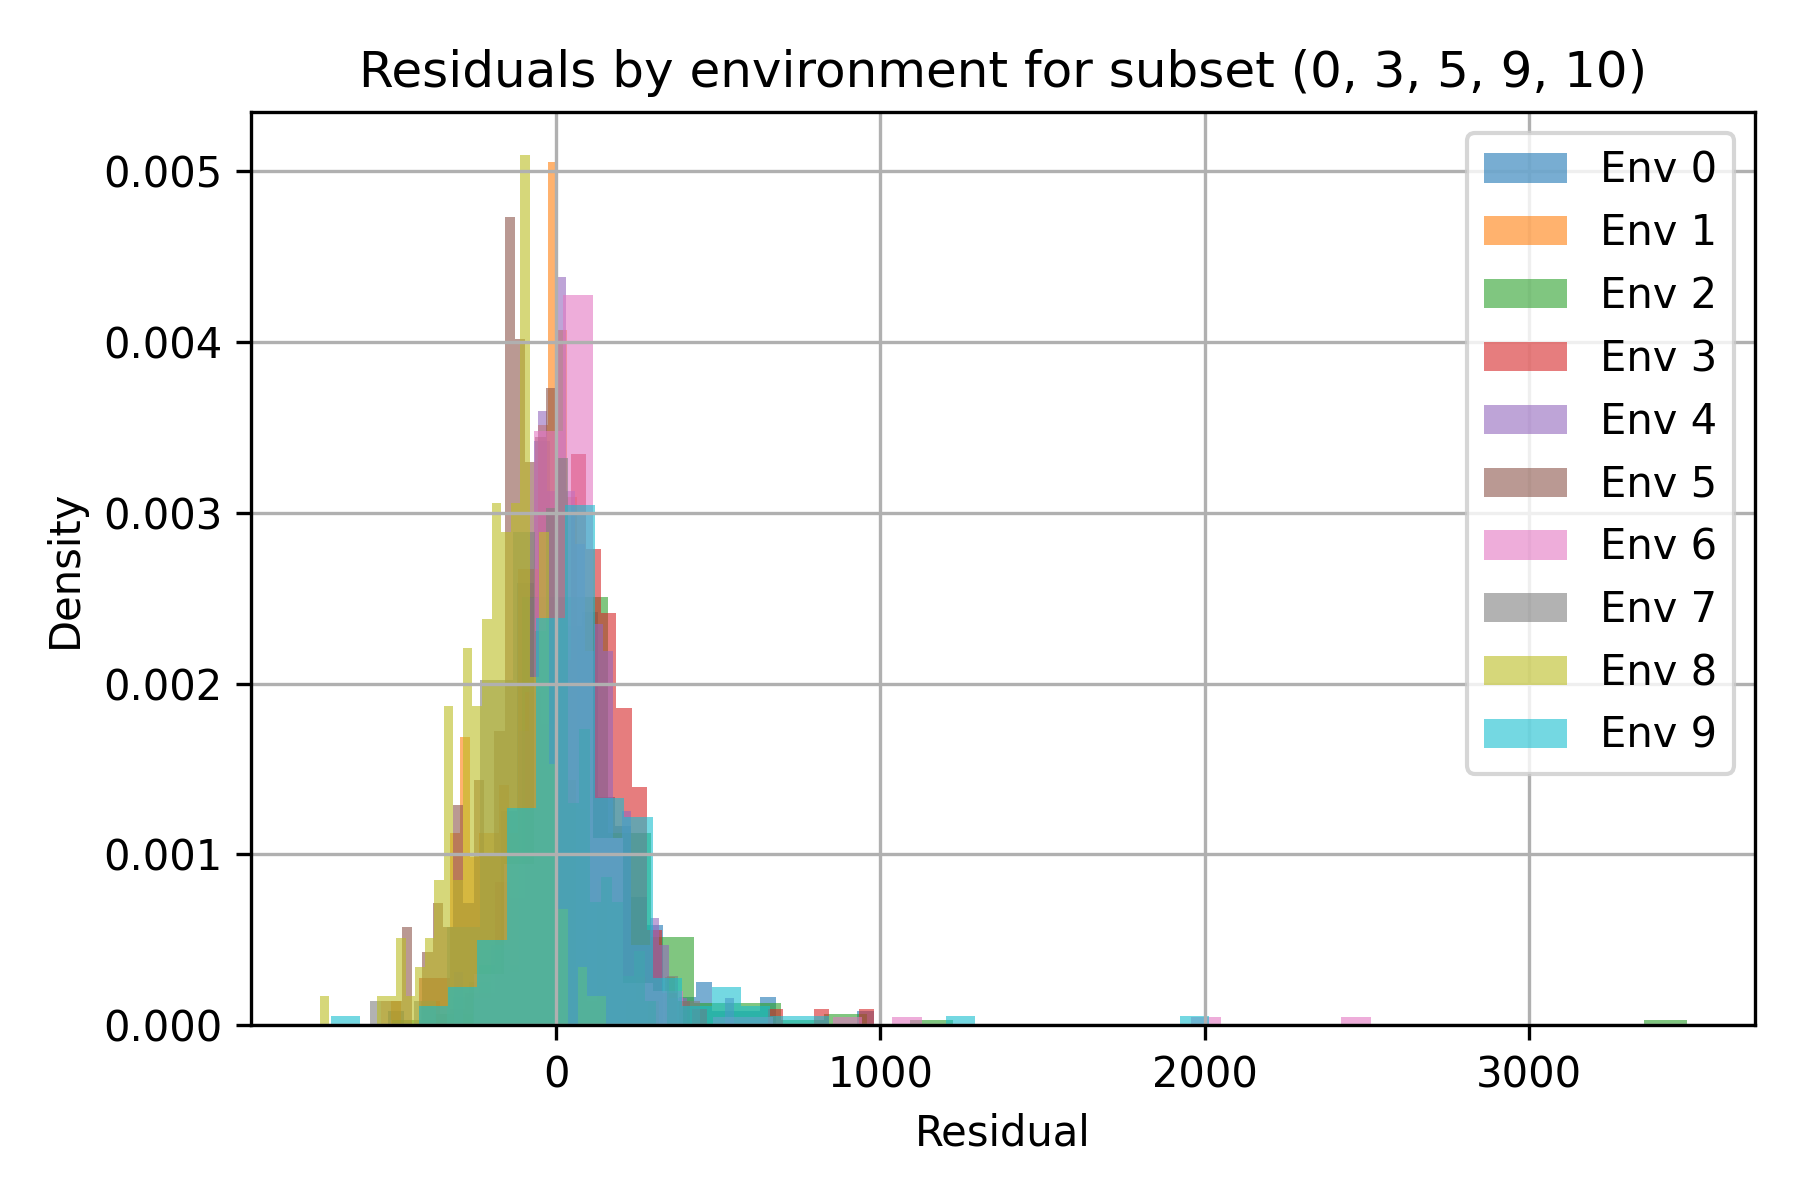 Residuals by environment for subset (0, 3, 5, 9, 10)
0.005
0.004
0.003
0.002
0.001
0.000
Density
0
1000
2000
3000
Residual
Env 0
Env 1
Env 2
Env 3
Env 4
Env 5
Env 6
Env 7
Env 8
Env 9